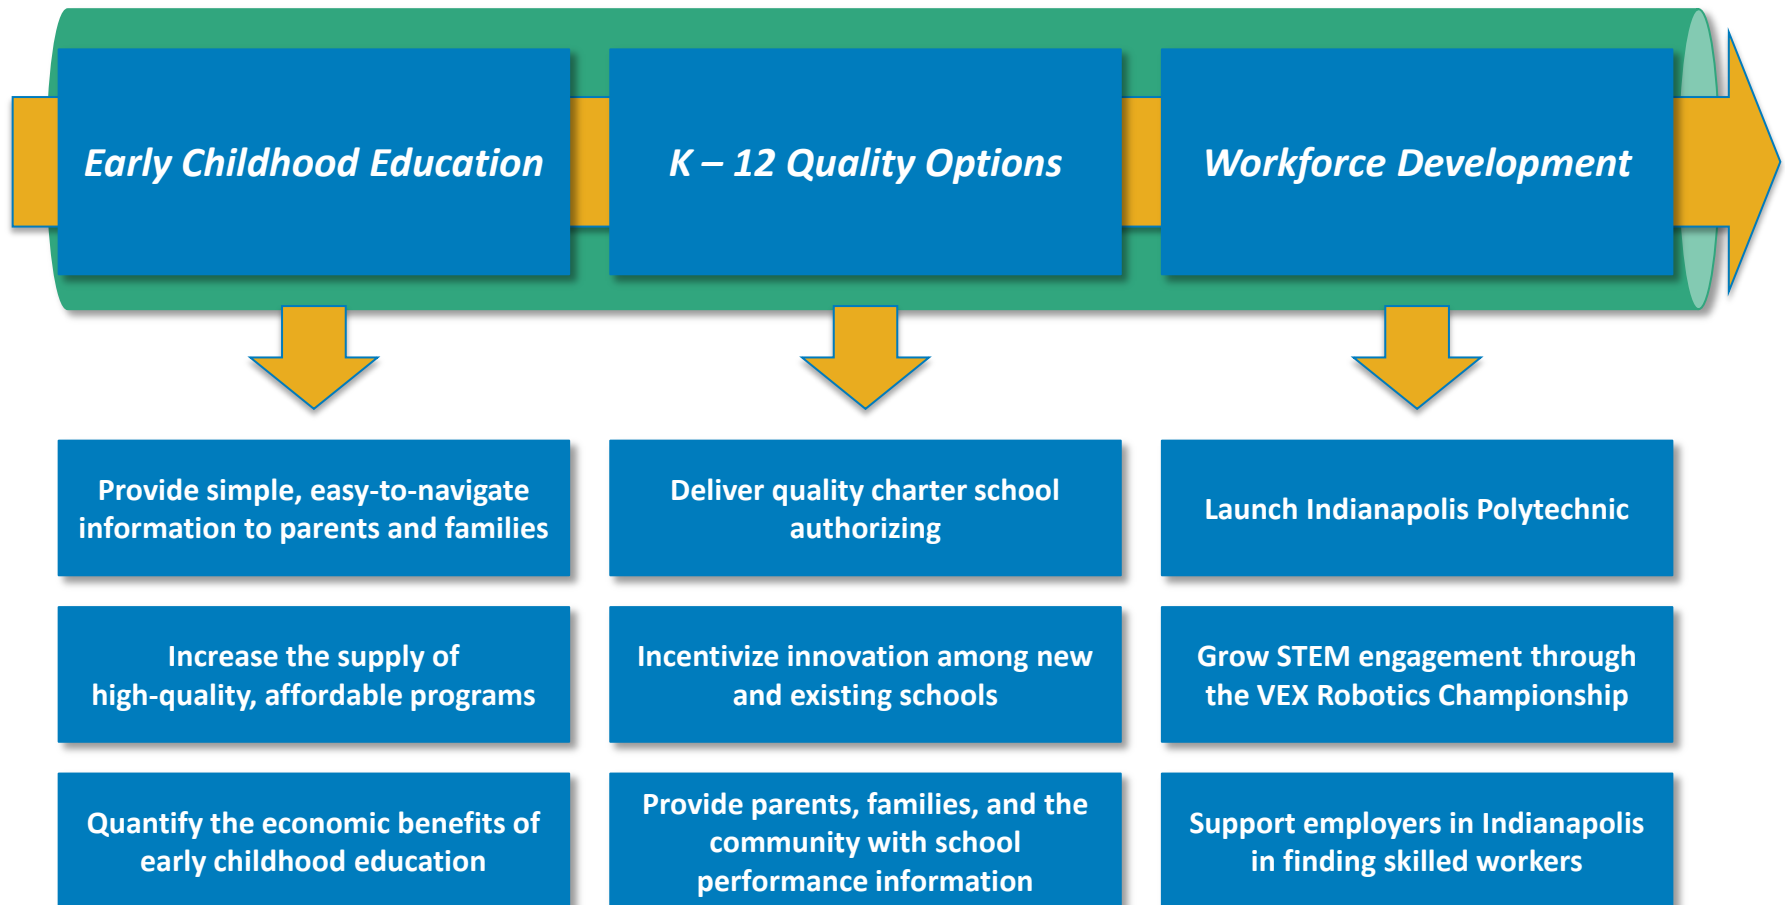 Early Childhood Education
K – 12 Quality Options
Workforce Development
Provide simple, easy-to-navigate
information to parents and families
Deliver quality charter school
authorizing
Launch Indianapolis Polytechnic
Increase the supply of
high-quality, affordable programs
Incentivize innovation among new
and existing schools
Grow STEM engagement through
the VEX Robotics Championship
Quantify the economic benefits of
early childhood education
Provide parents, families, and the
community with school
performance information
Support employers in Indianapolis
in finding skilled workers